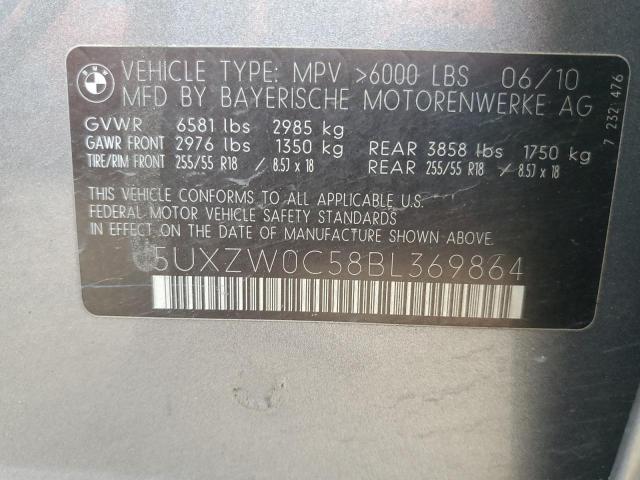 BMW
VEHICLE TYPE: MPV >6000 LBS 06/10
MFD BY BAYERISCHE MOTORENWERKE AG
GVWR 6581 lbs 2985 kg
GAWR FRONT 2976 lbs 1350 kg REAR 3858 lbs 1750 kg
TIRE/RIM FRONT 255/55 R18 / 8.5J x 18 REAR 255/55 R18 / 8.5J x 18
THIS VEHICLE CONFORMS TO ALL APPLICABLE U.S.
FEDERAL MOTOR VEHICLE SAFETY STANDARDS
IN EFFECT ON THE DATE OF MANUFACTURE SHOWN ABOVE.
5UXZW0C58BL369864
7 232 476